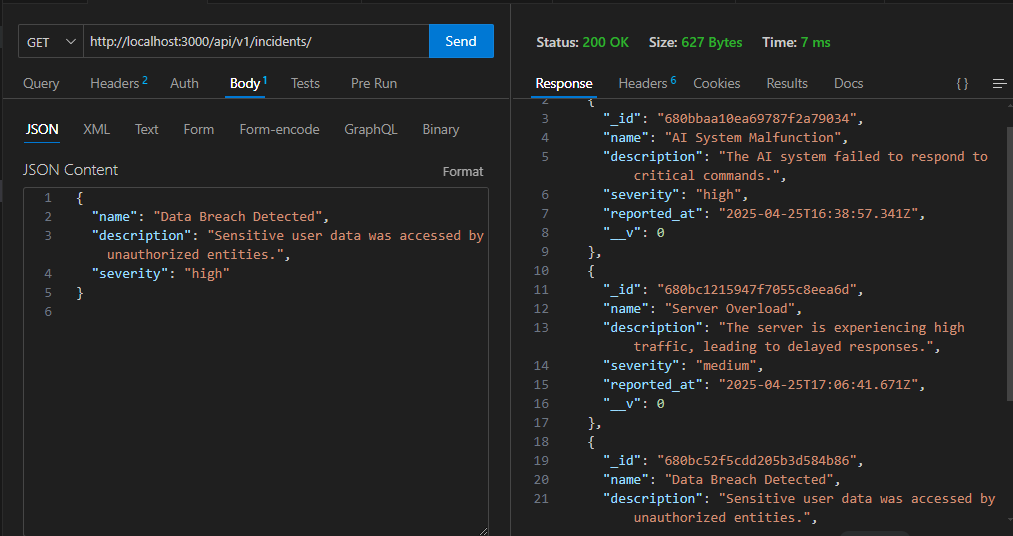 GET http://localhost:3000/api/v1/incidents/ Send
Query Headers 2 Auth Body 1 Tests Pre Run
JSON XML Text Form Form-encode GraphQL Binary
JSON Content Format
1 {
2 "name": "Data Breach Detected",
3 "description": "Sensitive user data was accessed by
unauthorized entities.",
4 "severity": "high"
5 }
6
Status: 200 OK Size: 627 Bytes Time: 7 ms
Response Headers 6 Cookies Results Docs { }
2 {
3 "_id": "680bbaa10ea69787f2a79034",
4 "name": "AI System Malfunction",
5 "description": "The AI system failed to respond to
critical commands.",
6 "severity": "high",
7 "reported_at": "2025-04-25T16:38:57.341Z",
8 "__v": 0
9 },
10 {
11 "_id": "680bc1215947f7055c8eea6d",
12 "name": "Server Overload",
13 "description": "The server is experiencing high
traffic, leading to delayed responses.",
14 "severity": "medium",
15 "reported_at": "2025-04-25T17:06:41.671Z",
16 "__v": 0
17 },
18 {
19 "_id": "680bc52f5cdd205b3d584b86",
20 "name": "Data Breach Detected",
21 "description": "Sensitive user data was accessed by
unauthorized entities.",